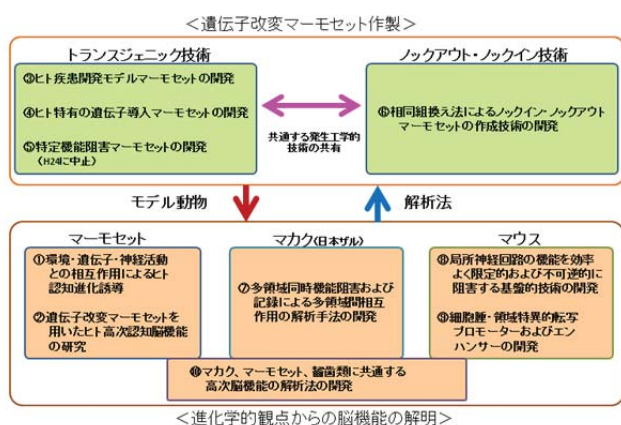 ＜遺伝子改変マーモセット作製＞
トランスジェニック技術
ノックアウト・ノックイン技術
③ヒト疾患開発モデルマーモセットの開発
④ヒト特有の遺伝子導入マーモセットの開発
⑤特定機能阻害マーモセットの開発
(H24に中止)
共通する発生工学的
技術の共有
⑥相同組換え法によるノックイン・ノックアウト
マーモセットの作成技術の開発
モデル動物
解析法
マーモセット
①環境・遺伝子・神経活動
との相互作用によるヒト
認知進化誘導
②遺伝子改変マーモセットを
用いたヒト高次認知脳機能
の研究
マカク(日本ザル)
⑦多領域同時機能阻害および
記録による多領域間相互
作用の解析手法の開発
マウス
⑧局所神経回路の機能を効率
よく限定的および不可逆的に
阻害する基盤的技術の開発
⑨細胞腫・領域特異的転写
プロモーターおよびエン
ハンサーの開発
⑩マカク、マーモセット、齧歯類に共通する
高次脳機能の解析法の開発
＜進化学的観点からの脳機能の解明＞